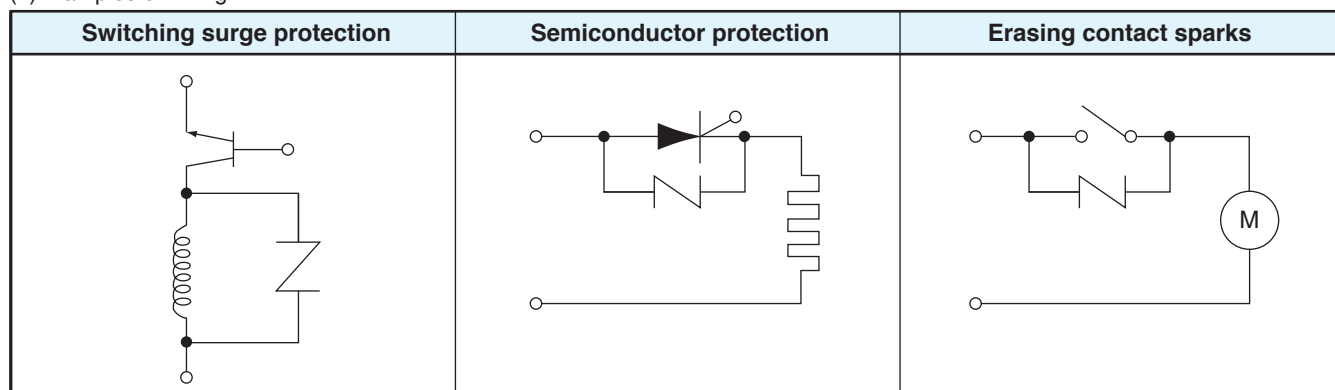 Switching surge protection
Semiconductor protection
Erasing contact sparks
M